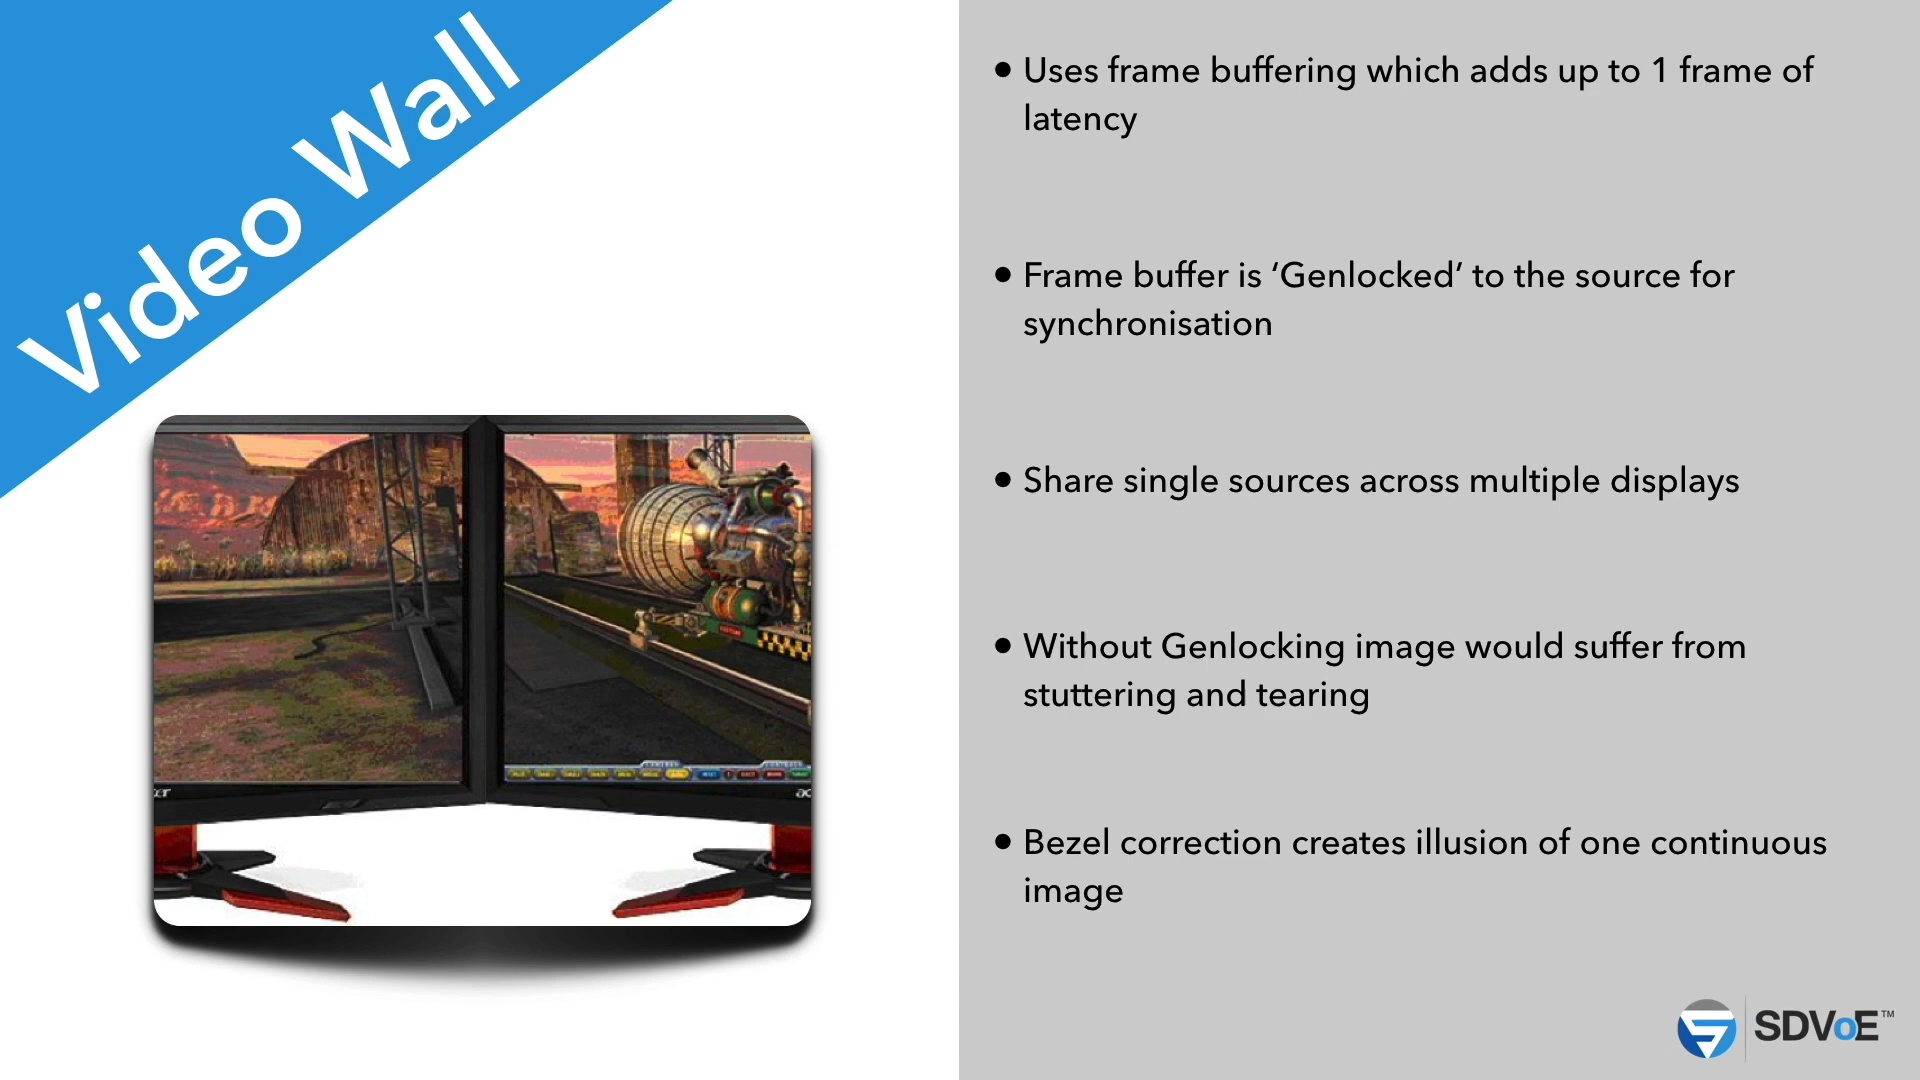 Video Wall
• Uses frame buffering which adds up to 1 frame of
latency
• Frame buffer is ‘Genlocked’ to the source for
synchronisation
• Share single sources across multiple displays
• Without Genlocking image would suffer from
stuttering and tearing
• Bezel correction creates illusion of one continuous
image
SDVoE™